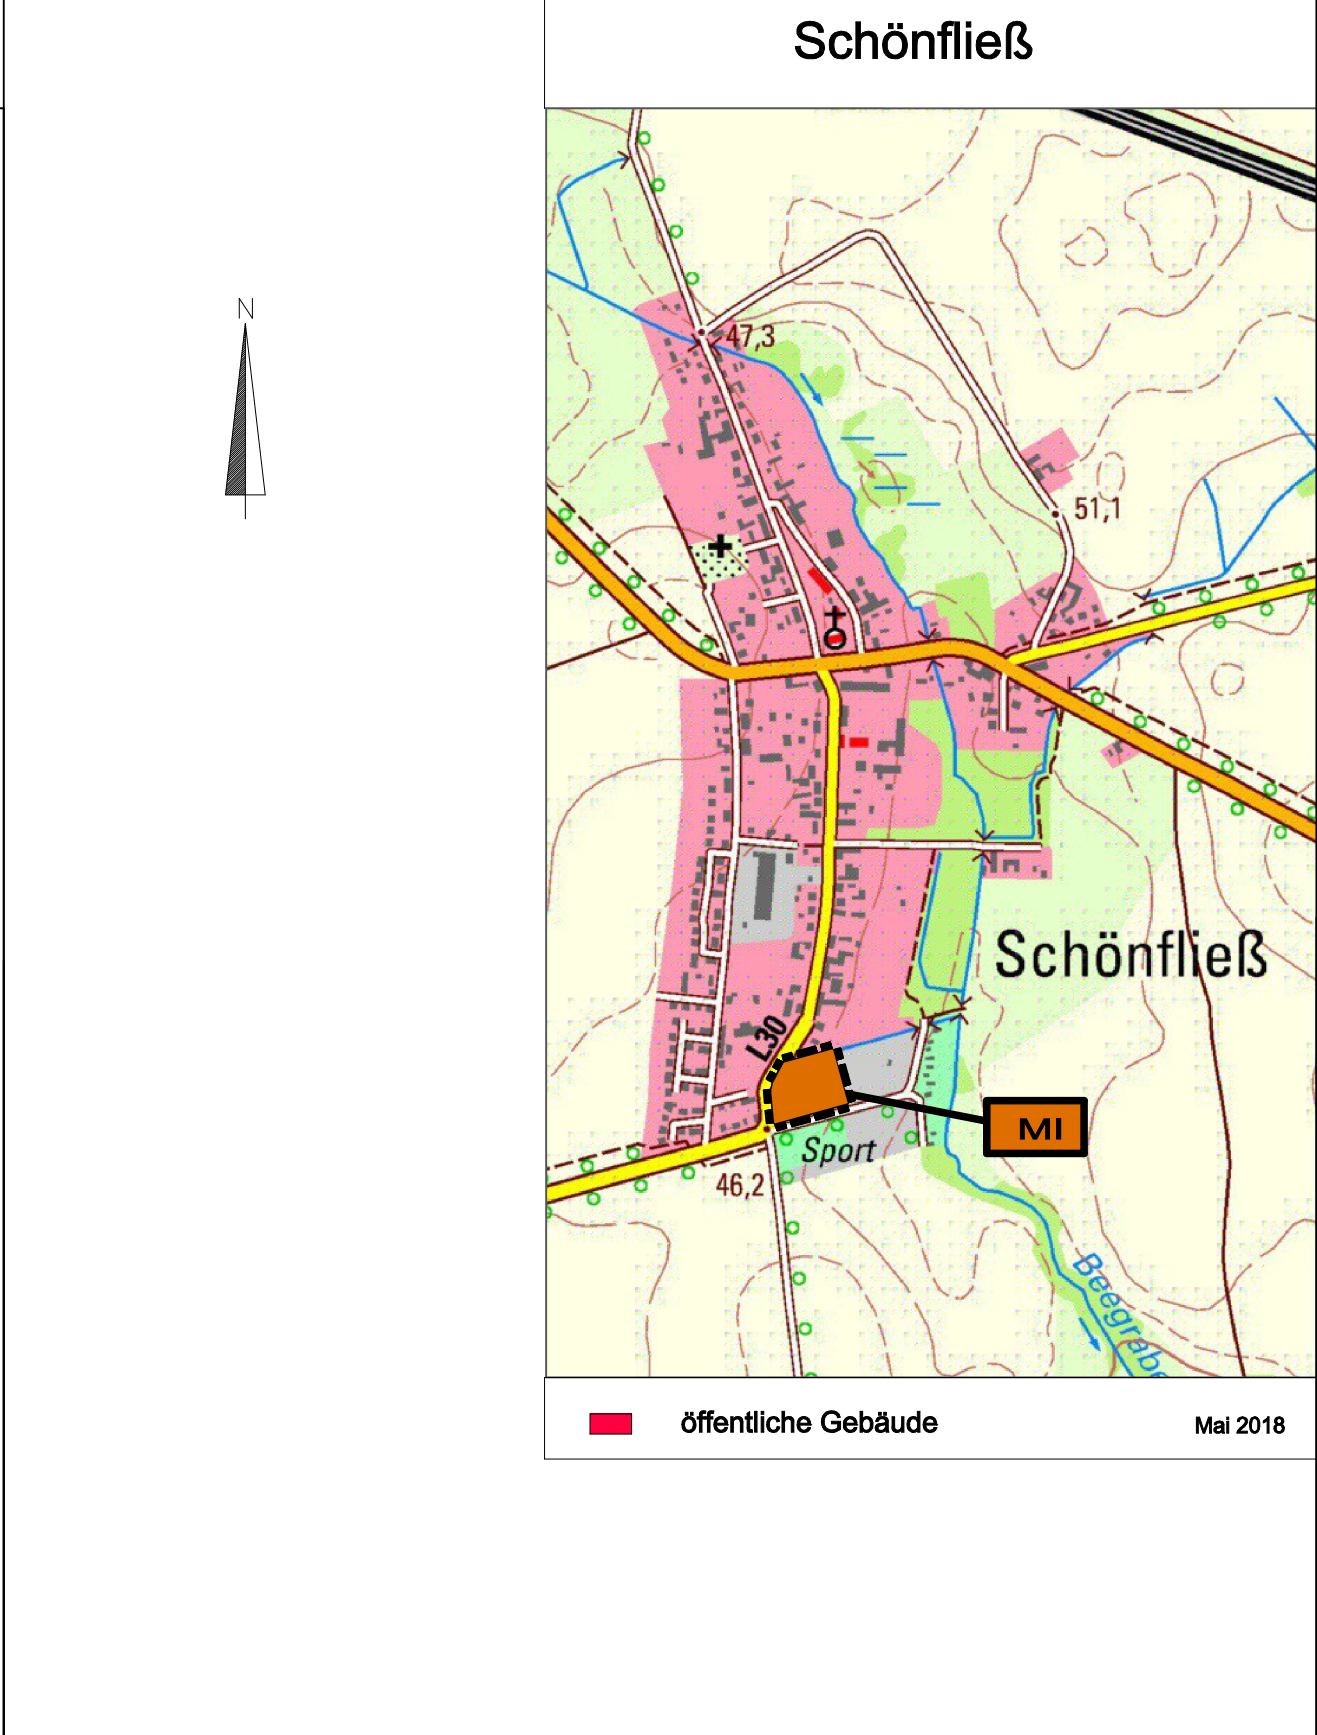 Schönfließ
N
47,3
51,1
Schönfließ
L30
MI
Sport
46,2
Beegrabe
öffentliche Gebäude
Mai 2018